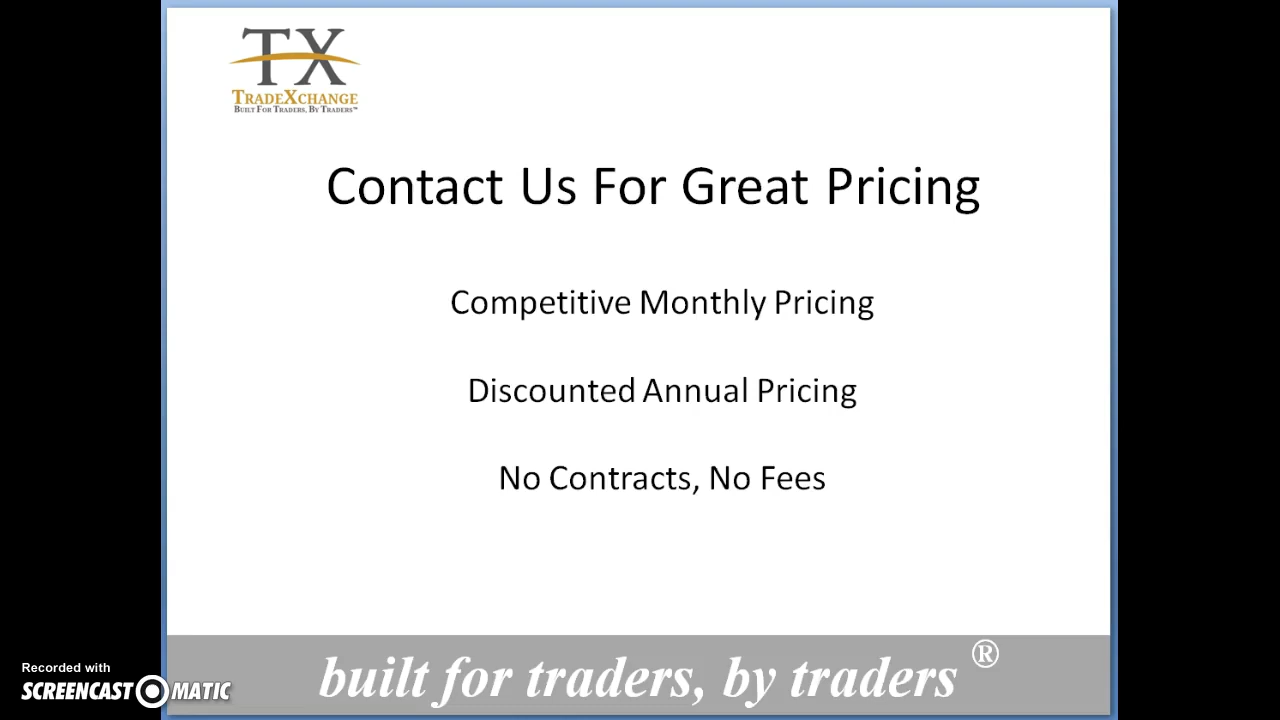 TX
TRADEXCHANGE
BUILT FOR TRADERS, BY TRADERS™
Contact Us For Great Pricing
Competitive Monthly Pricing
Discounted Annual Pricing
No Contracts, No Fees
built for traders, by traders ®
Recorded with
SCREENCAST-O-MATIC